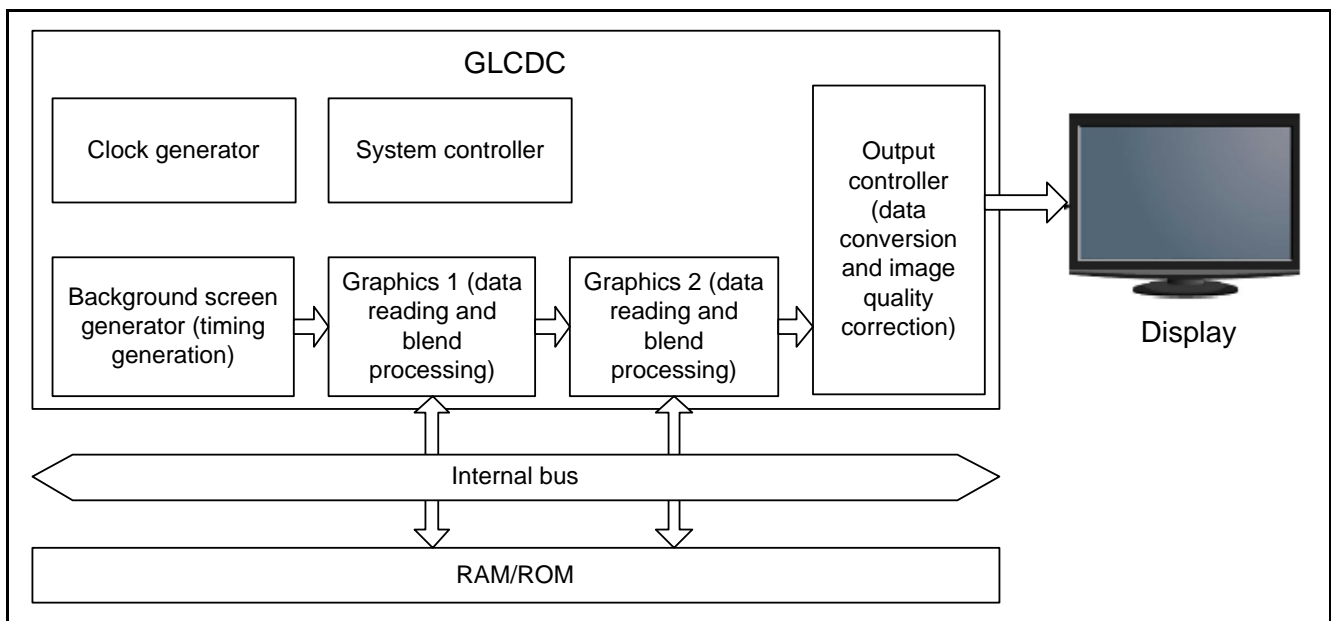 GLCDC
Clock generator
System controller
Background screen
generator (timing
generation)
Graphics 1 (data
reading and
blend
processing)
Graphics 2 (data
reading and
blend
processing)
Output
controller
(data
conversion
and image
quality
correction)
Display
Internal bus
RAM/ROM